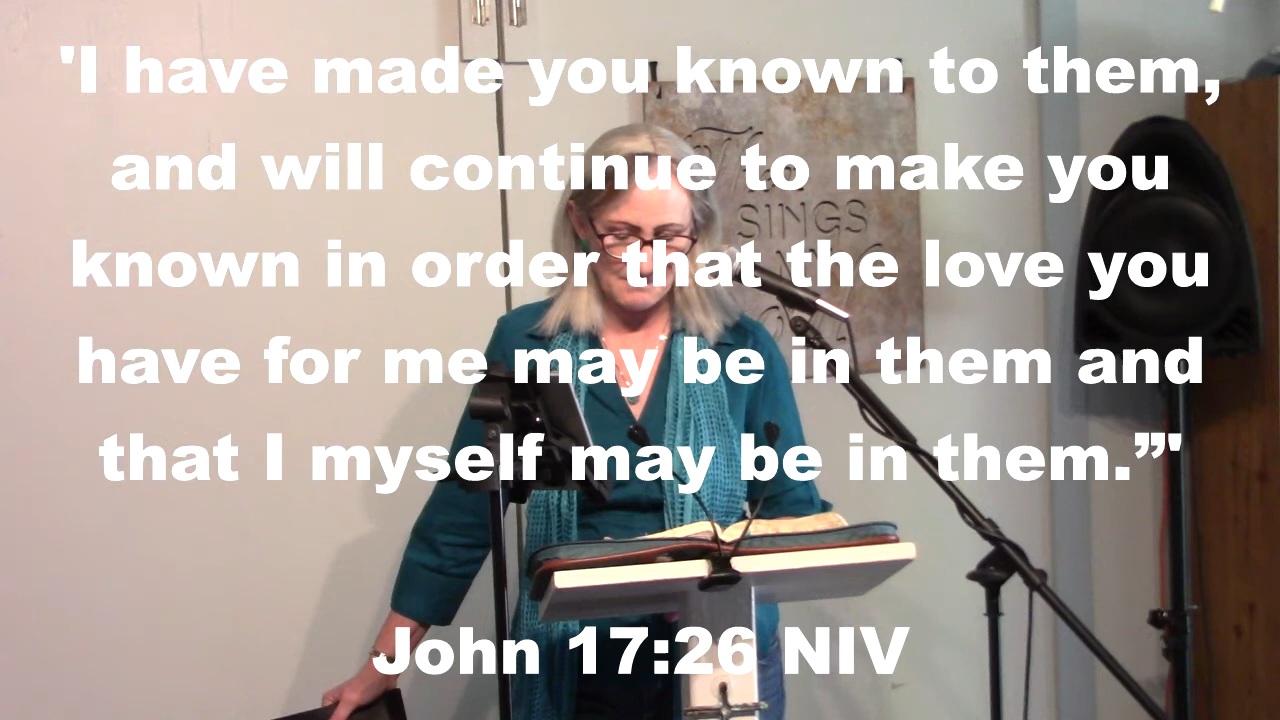 'I have made you known to them,
and will continue to make you
known in order that the love you
have for me may be in them and
that I myself may be in them.”'
John 17:26 NIV
SINGS